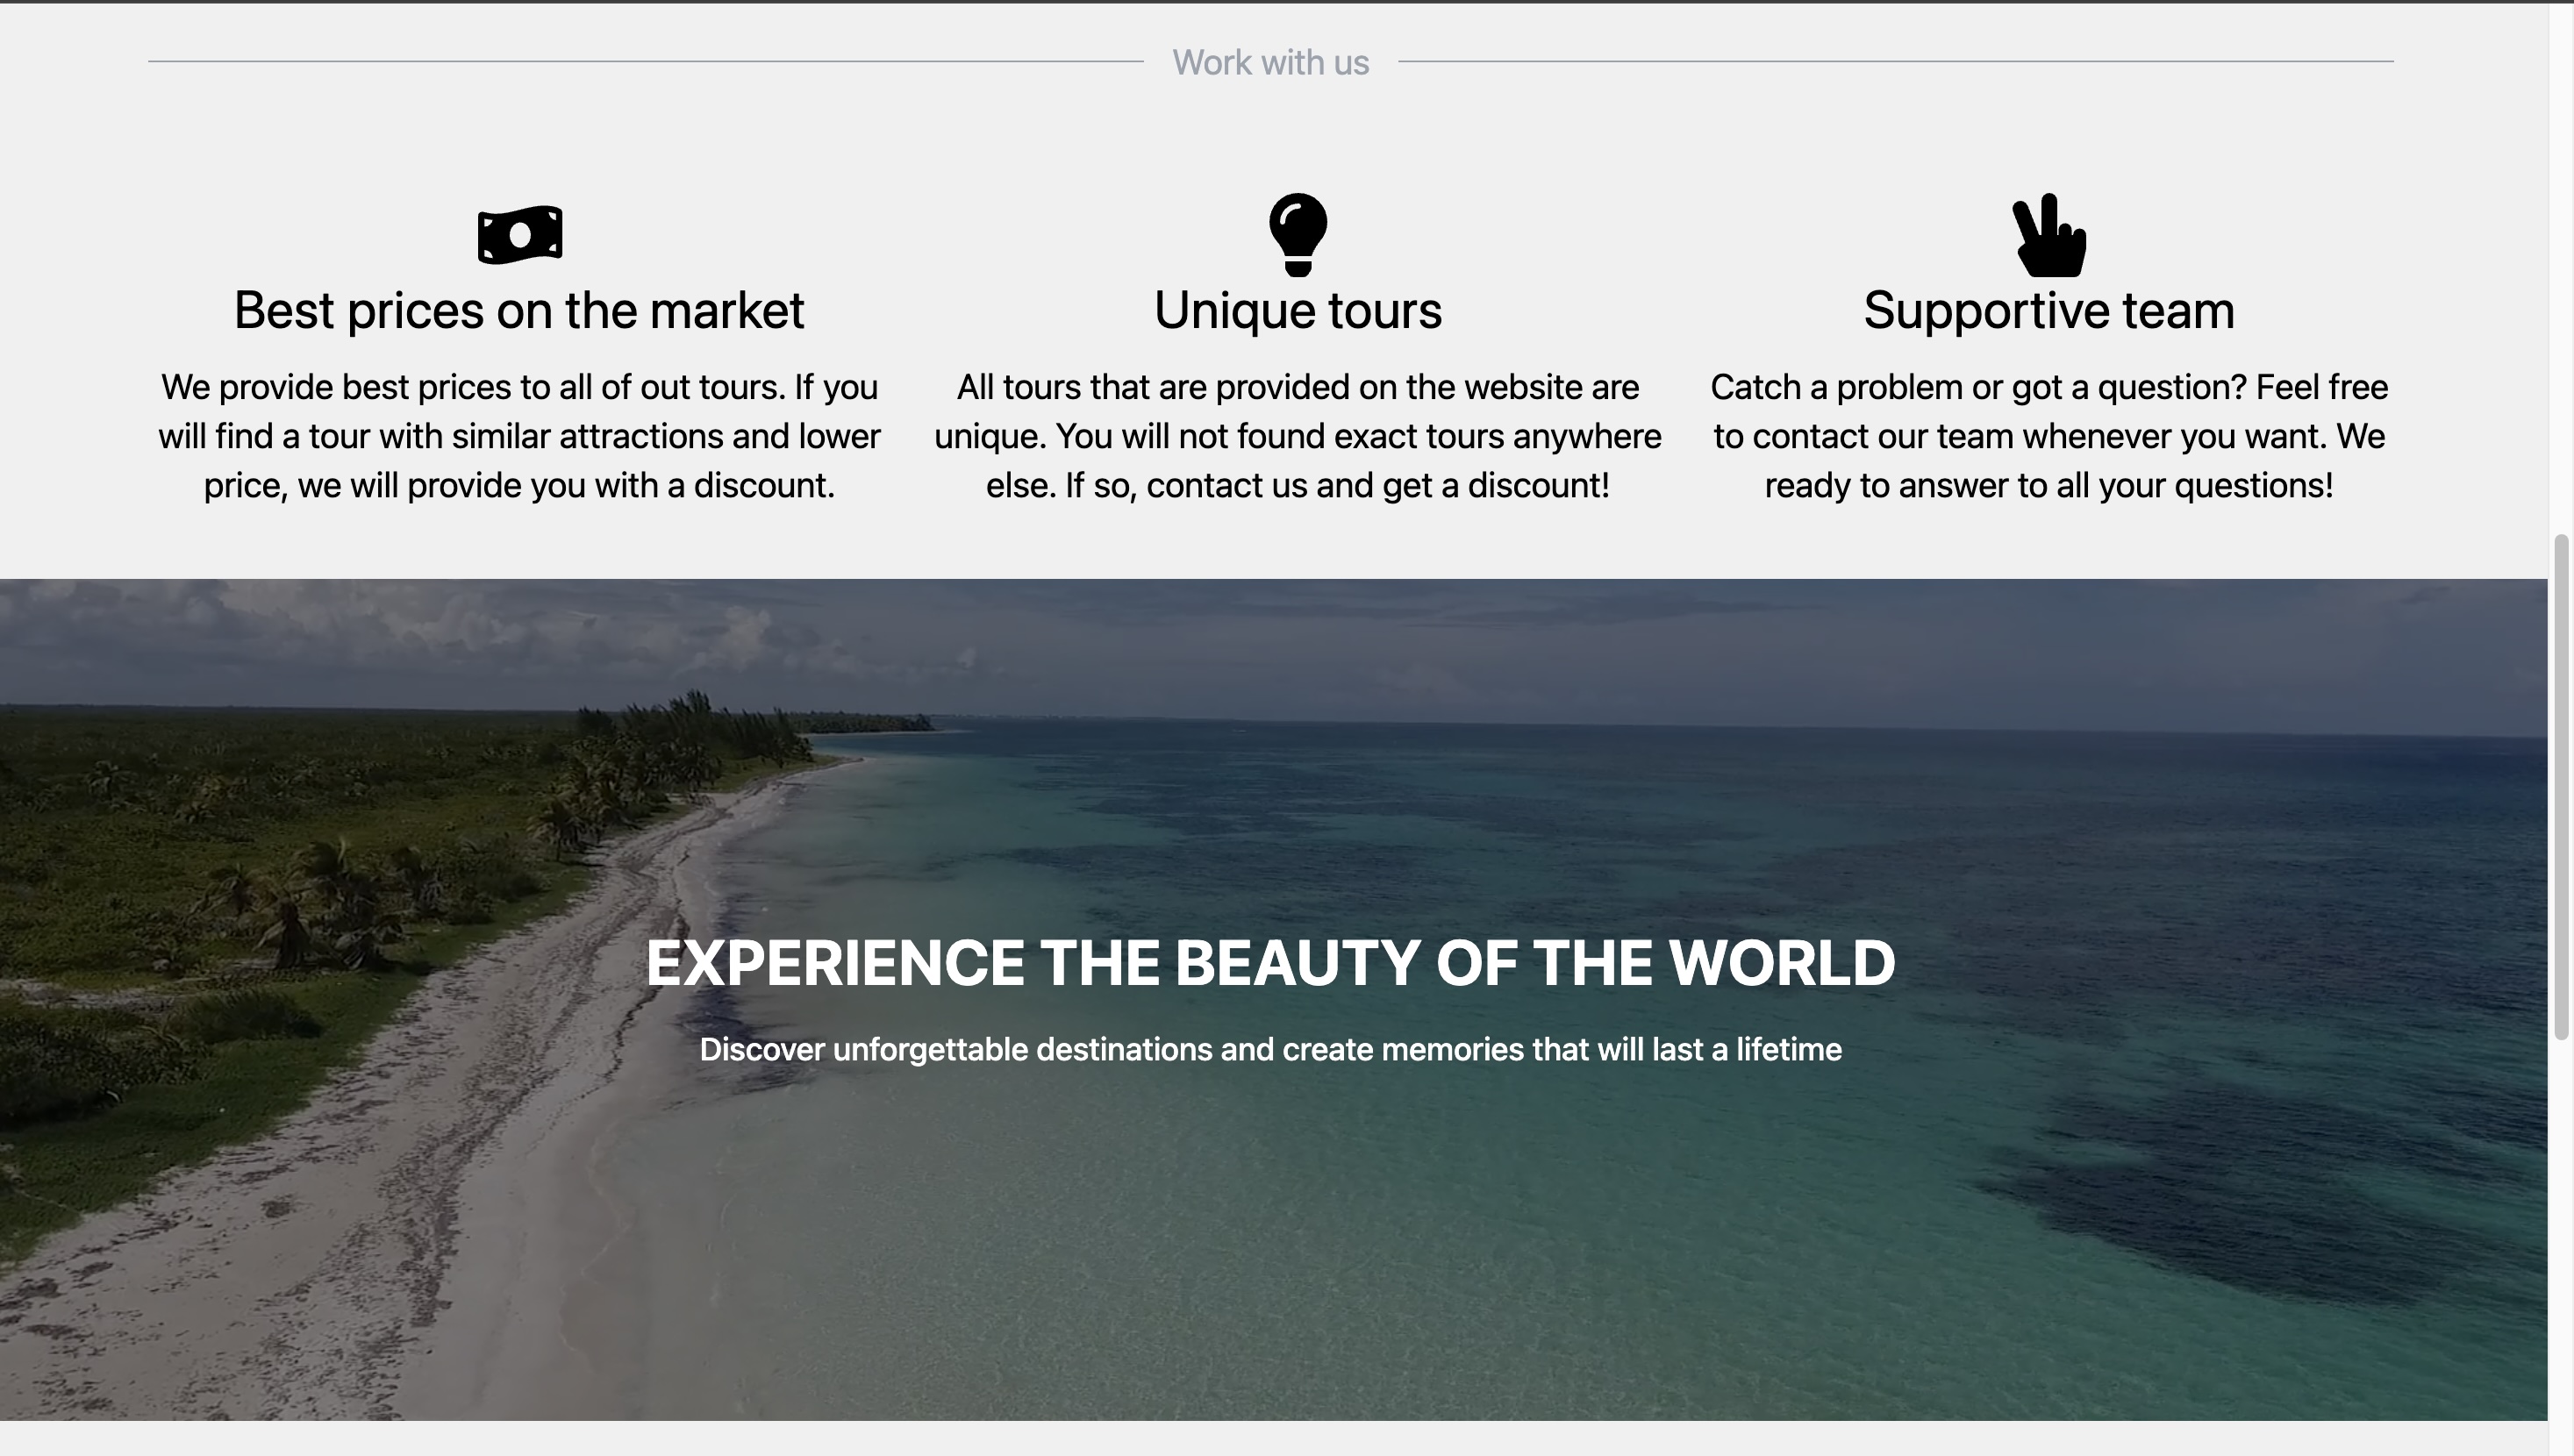 Work with us
Best prices on the market
We provide best prices to all of out tours. If you
will find a tour with similar attractions and lower
price, we will provide you with a discount.
Unique tours
All tours that are provided on the website are
unique. You will not found exact tours anywhere
else. If so, contact us and get a discount!
Supportive team
Catch a problem or got a question? Feel free
to contact our team whenever you want. We
ready to answer to all your questions!
EXPERIENCE THE BEAUTY OF THE WORLD
Discover unforgettable destinations and create memories that will last a lifetime